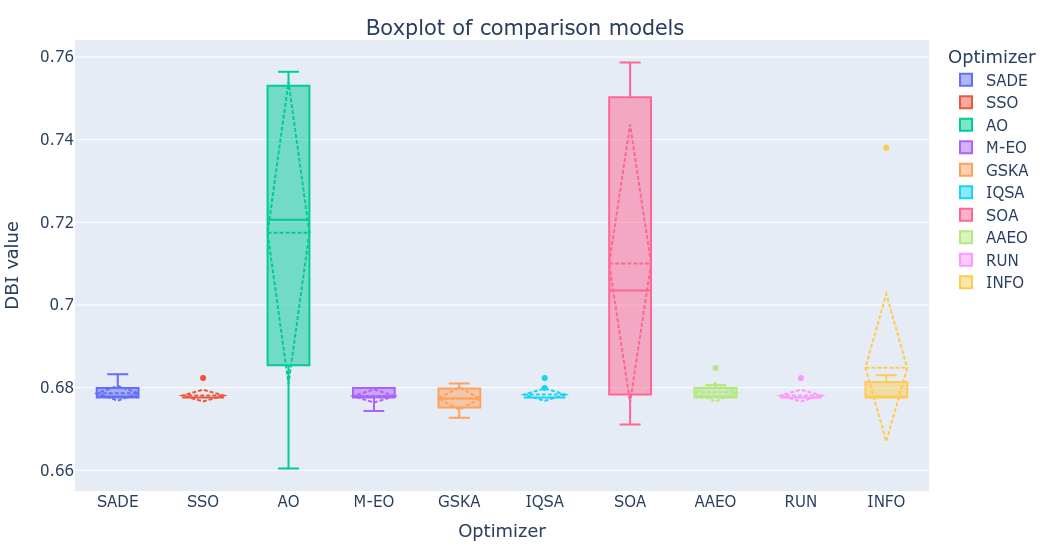 Boxplot of comparison models
DBI value
0.76
0.74
0.72
0.7
0.68
0.66
SADE
SSO
AO
M-EO
GSKA
IQSA
SOA
AAEO
RUN
INFO
Optimizer
Optimizer
SADE
SSO
AO
M-EO
GSKA
IQSA
SOA
AAEO
RUN
INFO